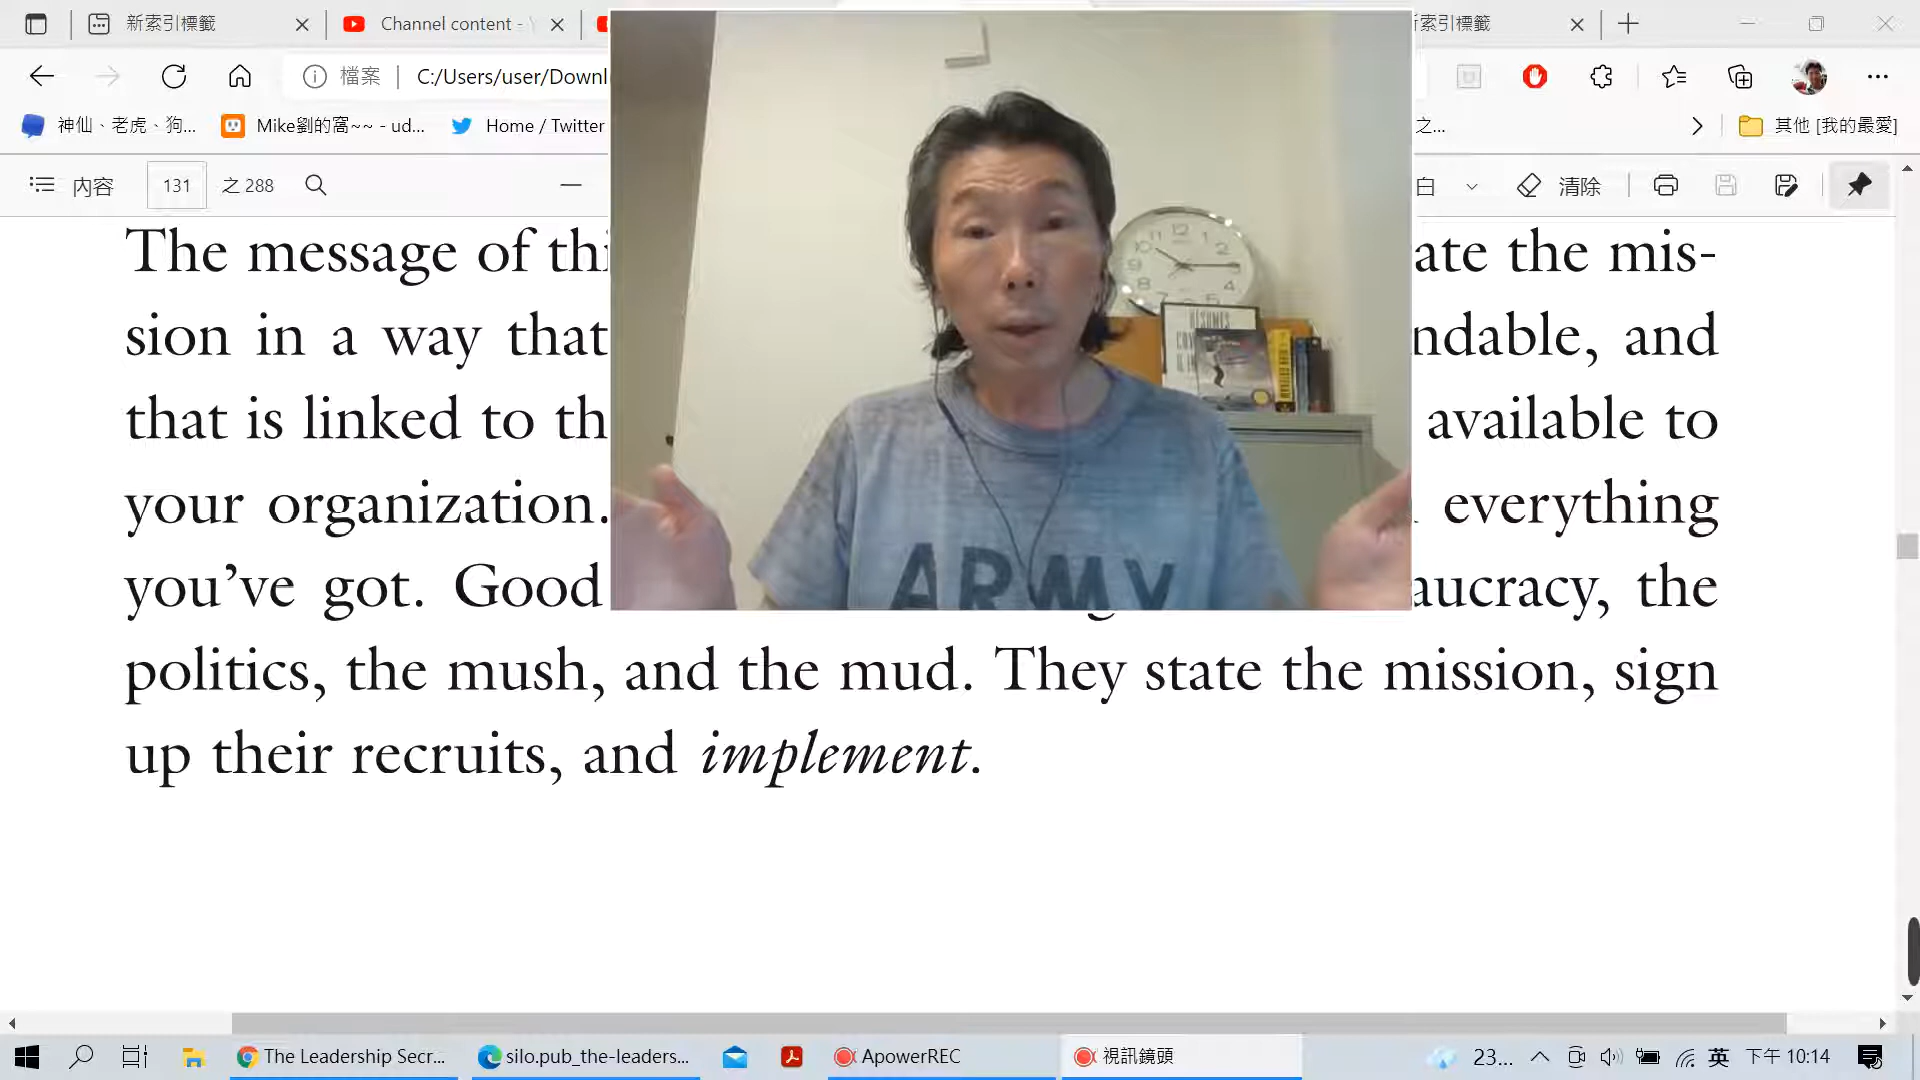 新索引標籤
Channel content -
索引標籤
檔案
C:/Users/user/Downl
神仙、老虎、狗...
Mike劉的窩~~ - ud...
Home / Twitter
之...
其他 [我的最愛]
內容
131
之 288
白
清除
The message of thi
ate the mis-
sion in a way that
ndable, and
that is linked to th
available to
your organization.
everything
you've got. Good
aucracy, the
politics, the mush, and the mud. They state the mission, sign
up their recruits, and implement.
ARMY
The Leadership Secr...
silo.pub_the-leaders...
ApowerREC
視訊鏡頭
23...
英
下午 10:14